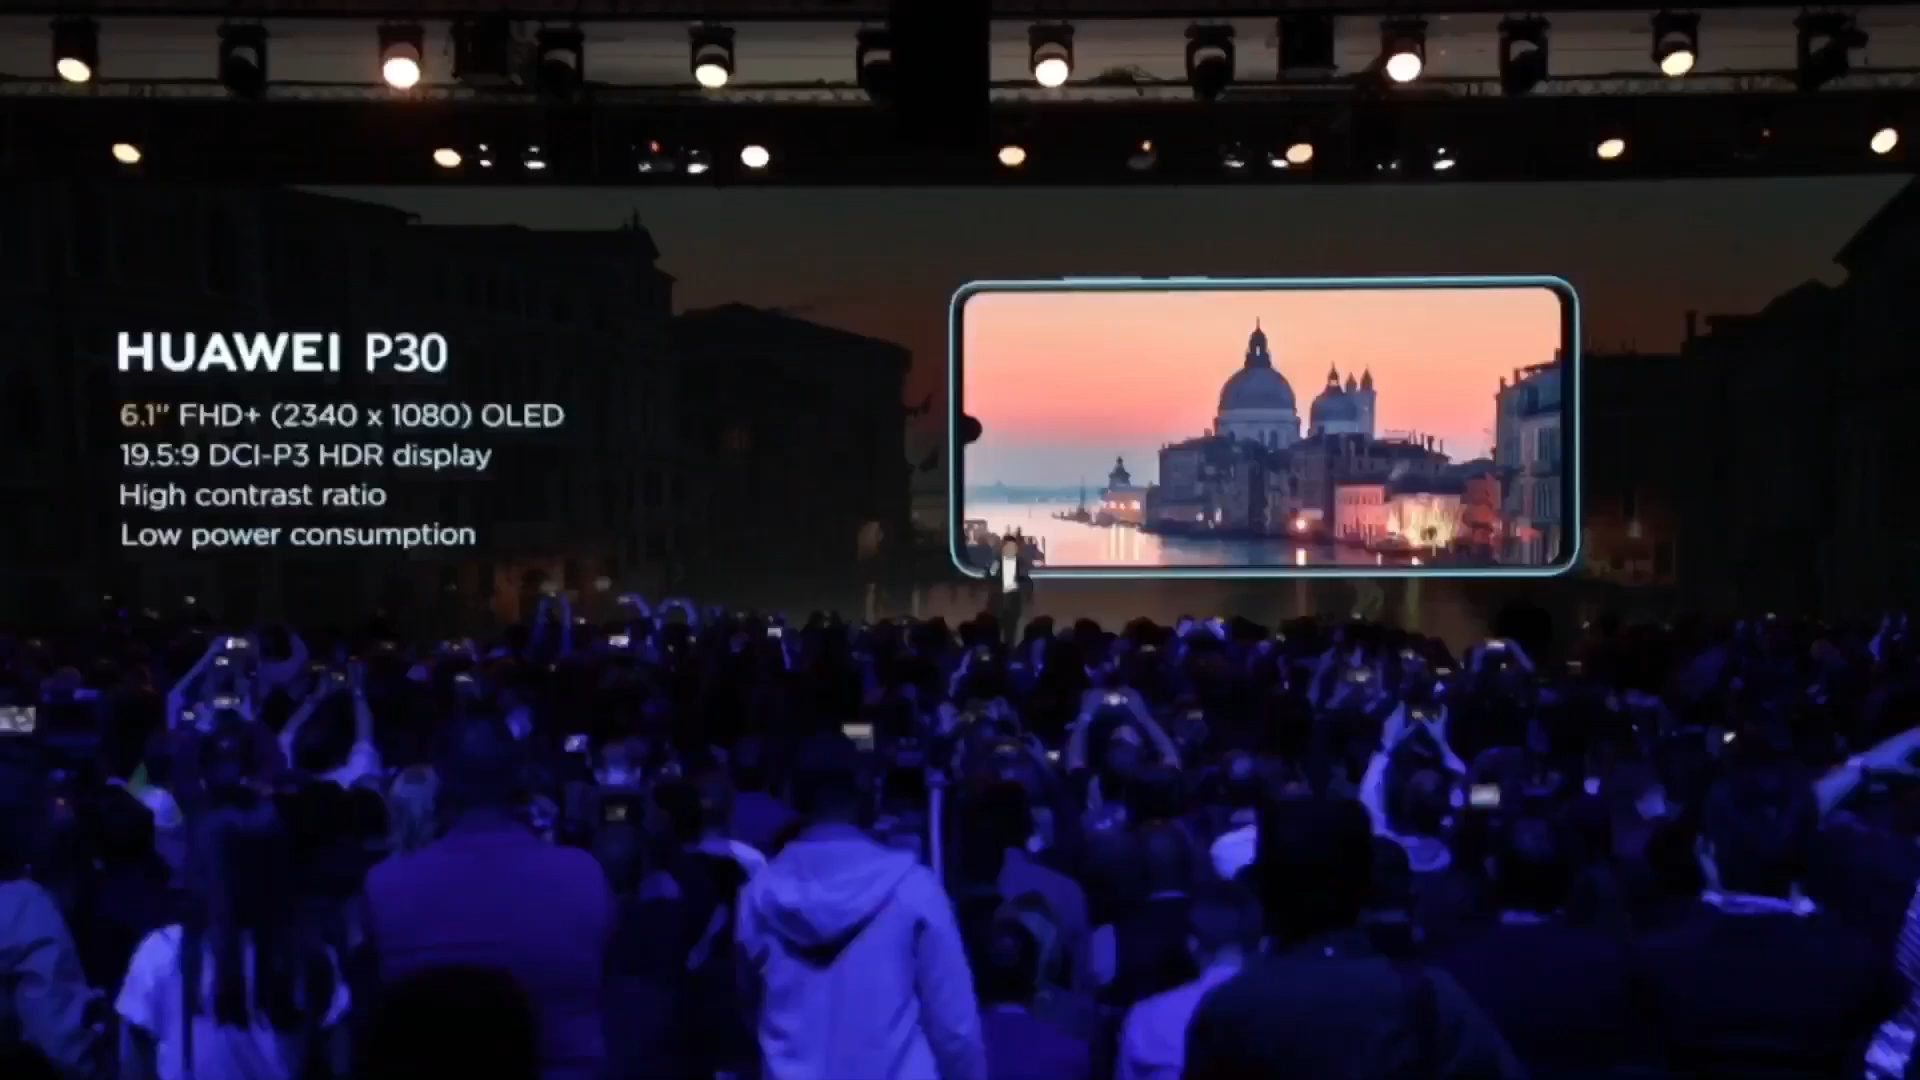 HUAWEI P30
6.1" FHD+ (2340 x 1080) OLED
19.5:9 DCI-P3 HDR display
High contrast ratio
Low power consumption